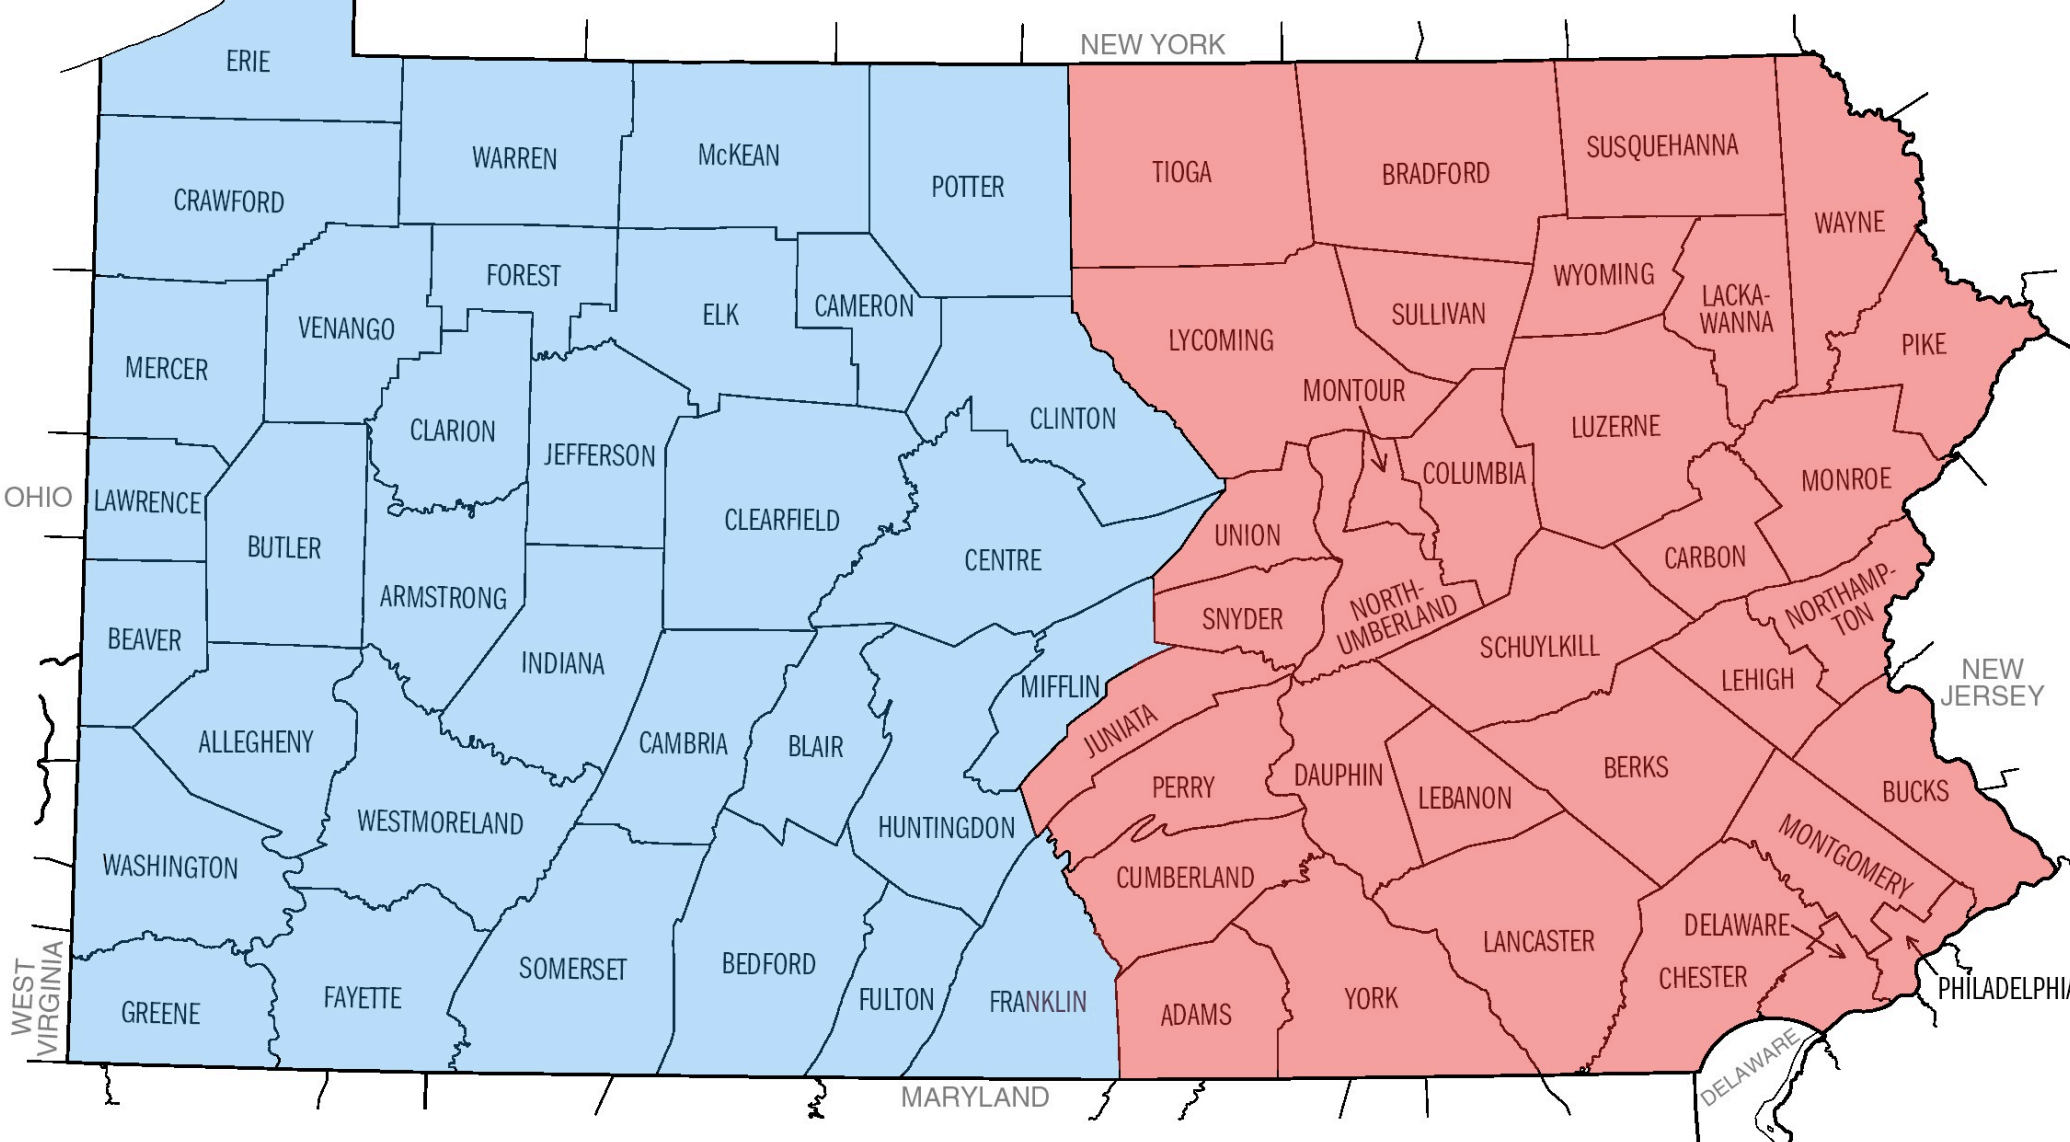 NEW YORK
ERIE
WARREN
McKEAN
POTTER
TIOGA
BRADFORD
SUSQUEHANNA
WAYNE
CRAWFORD
FOREST
ELK
CAMERON
WYOMING
LACKA-
WANNA
SULLIVAN
VENANGO
MERCER
LYCOMING
PIKE
MONTOUR
CLARION
CLINTON
LUZERNE
JEFFERSON
COLUMBIA
MONROE
OHIO
LAWRENCE
BUTLER
CLEARFIELD
CENTRE
UNION
CARBON
ARMSTRONG
NORTHAMP-
TON
NORTH-
UMBERLAND
SNYDER
BEAVER
INDIANA
SCHUYLKILL
MIFFLIN
LEHIGH
NEW
JERSEY
ALLEGHENY
CAMBRIA
BLAIR
JUNIATA
PERRY
DAUPHIN
LEBANON
BERKS
BUCKS
WESTMORELAND
HUNTINGDON
MONTGOMERY
WASHINGTON
CUMBERLAND
DELAWARE
LANCASTER
CHESTER
SOMERSET
BEDFORD
FULTON
FRANKLIN
ADAMS
YORK
PHILADELPHIA
WEST
VIRGINIA
GREENE
FAYETTE
MARYLAND
DELAWARE